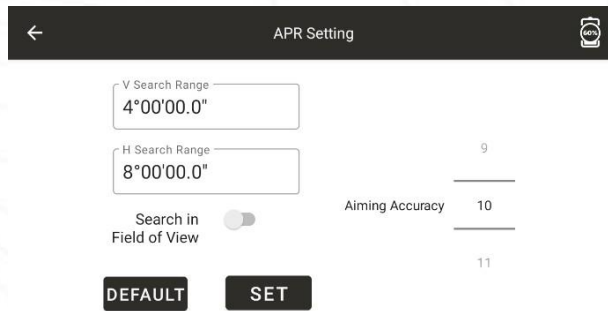 APR Setting
60%
V Search Range
4°00'00.0"
H Search Range
8°00'00.0"
Search in
Field of View
Aiming Accuracy
9
10
11
DEFAULT
SET